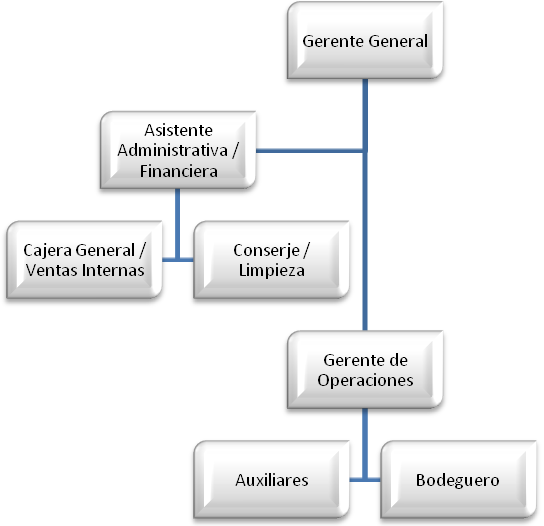 Gerente General
Asistente
Administrativa /
Financiera
Cajera General /
Ventas Internas
Conserje /
Limpieza
Gerente de
Operaciones
Auxiliares
Bodeguero